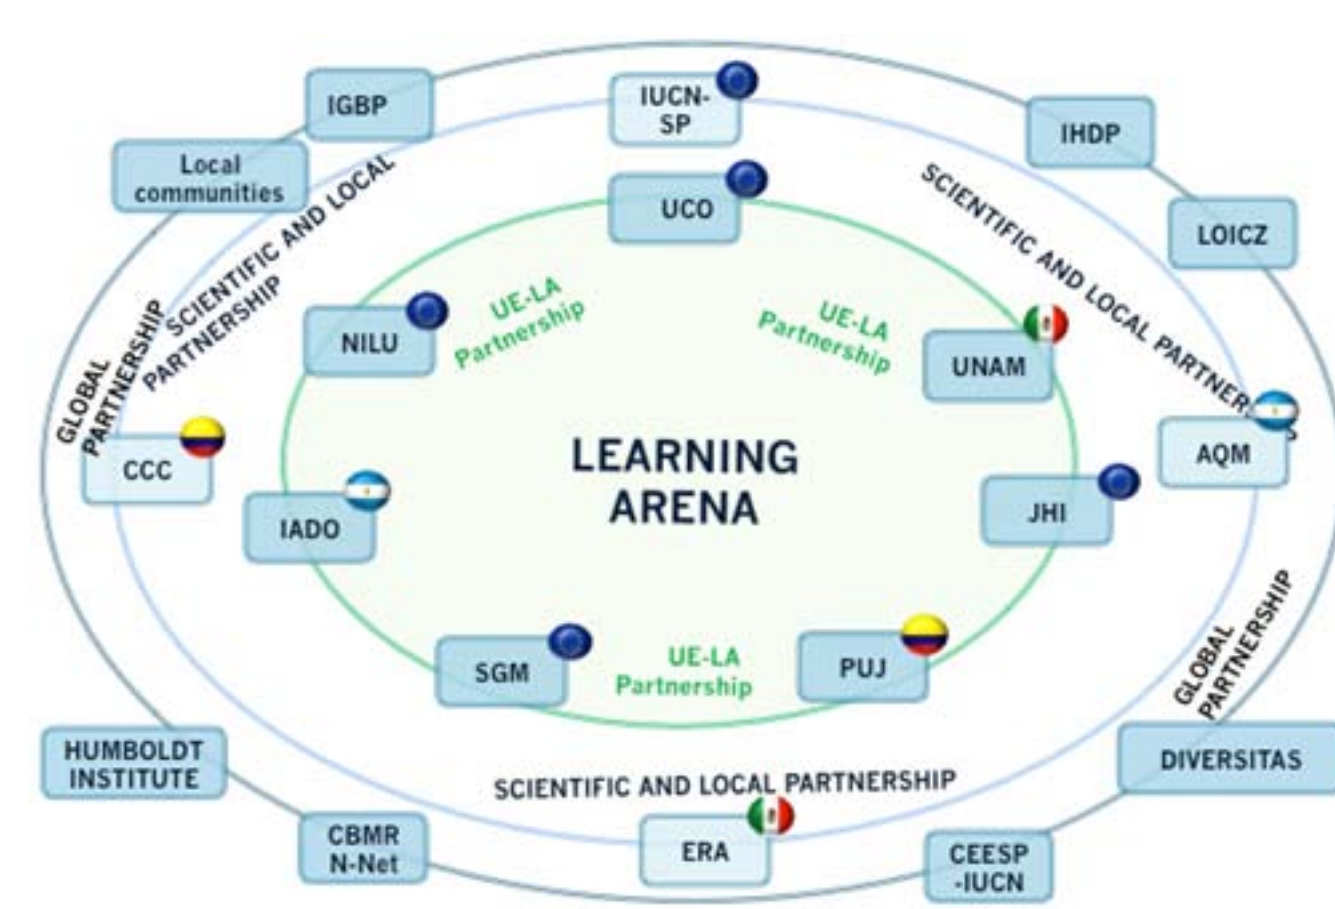 IGBP
IUCN-
SP
IHDP
Local
communities
UCO
LOICZ
SCIENTIFIC AND LOCAL
PARTNERSHIP
SCIENTIFIC AND LOCAL
GLOBAL
PARTNERSHIP
NILU
UE-LA
Partnership
UE-LA
Partnership
UNAM
CCC
LEARNING
ARENA
AQM
IADO
JHI
SGM
UE-LA
Partnership
PUJ
GLOBAL
PARTNERSHIP
HUMBOLDT
INSTITUTE
SCIENTIFIC AND LOCAL PARTNERSHIP
DIVERSITAS
CBMR
N-Net
ERA
CEESP
-IUCN